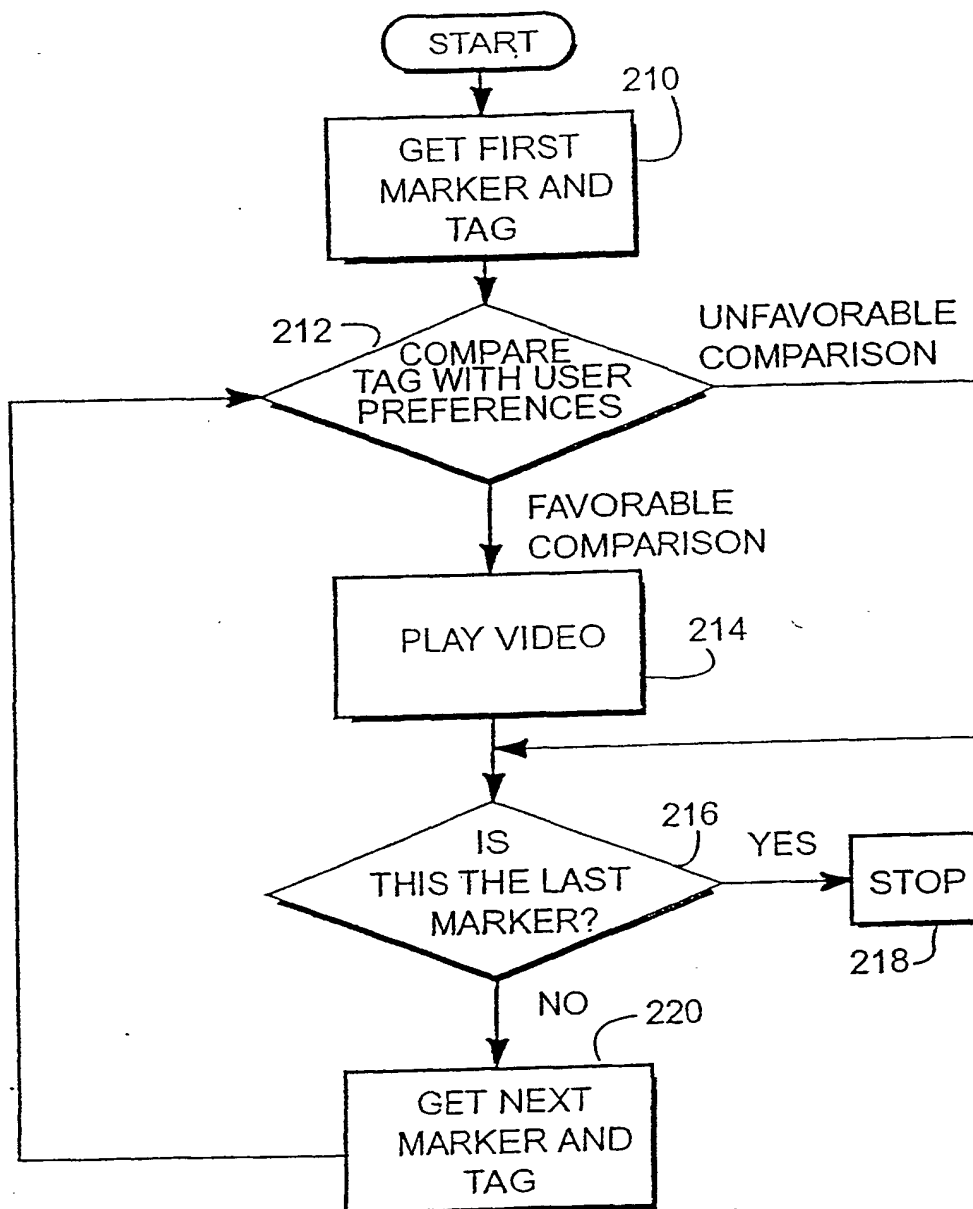 START
210
GET FIRST
MARKER AND
TAG
212
COMPARE
TAG WITH USER
PREFERENCES
UNFAVORABLE
COMPARISON
FAVORABLE
COMPARISON
PLAY VIDEO
214
IS
THIS THE LAST
MARKER?
216
YES
STOP
218
NO
220
GET NEXT
MARKER AND
TAG